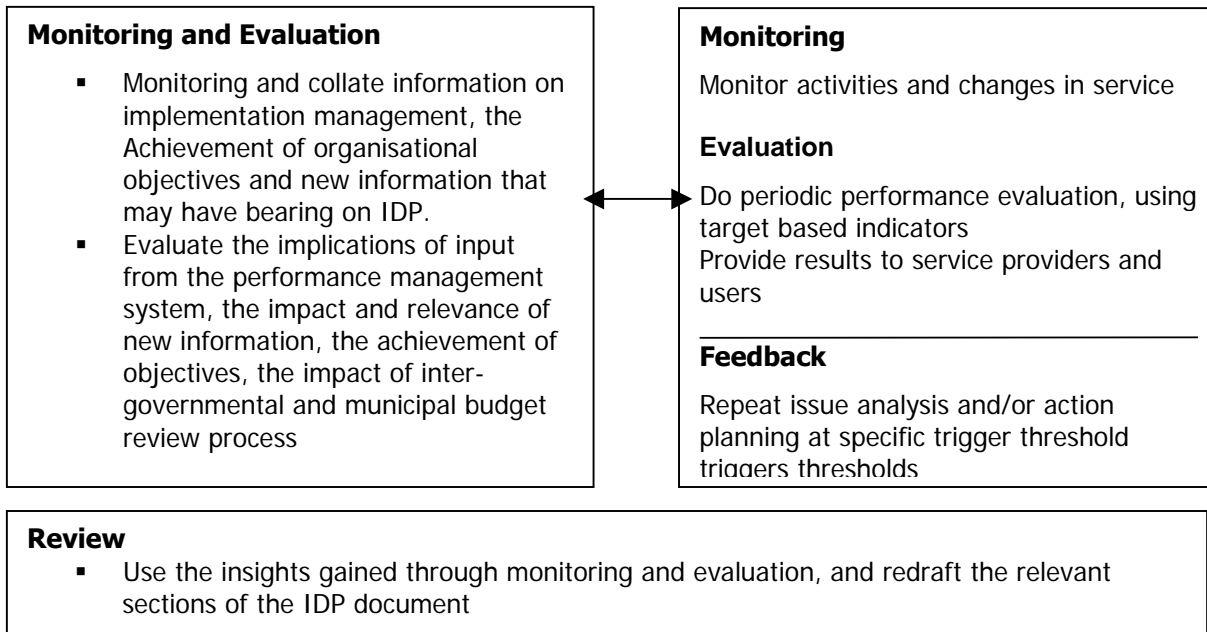 Monitoring and Evaluation
▪ Monitoring and collate information on
implementation management, the
Achievement of organisational
objectives and new information that
may have bearing on IDP.
▪ Evaluate the implications of input
from the performance management
system, the impact and relevance of
new information, the achievement of
objectives, the impact of inter-
governmental and municipal budget
review process
Monitoring
Monitor activities and changes in service
Evaluation
Do periodic performance evaluation, using
target based indicators
Provide results to service providers and
users
Feedback
Repeat issue analysis and/or action
planning at specific trigger threshold
triggers thresholds
Review
▪ Use the insights gained through monitoring and evaluation, and redraft the relevant
sections of the IDP document